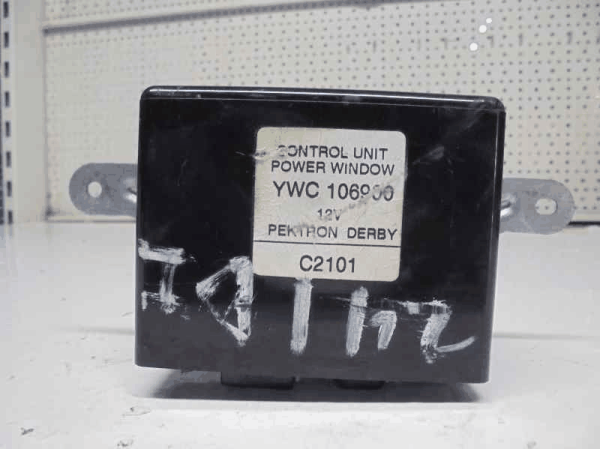 CONTROL UNIT
POWER WINDOW
YWC 106900
12V
PEKTRON DERBY
C2101